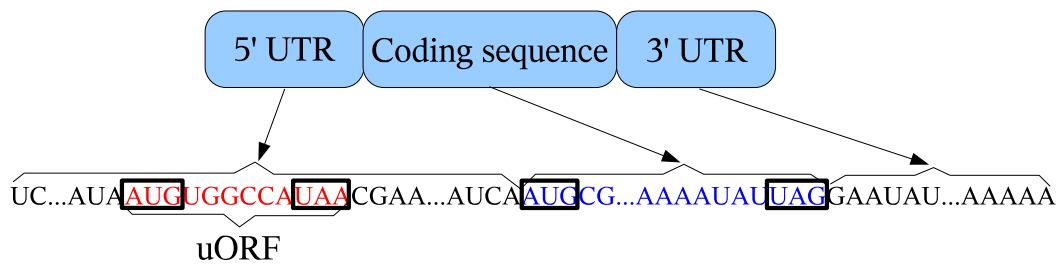 5' UTR Coding sequence 3' UTR
UC...AUAAUGUGGCCAUAACGAA...AUCAAUGCG...AAAAUAUUAGGAAUAU...AAAAA
uORF